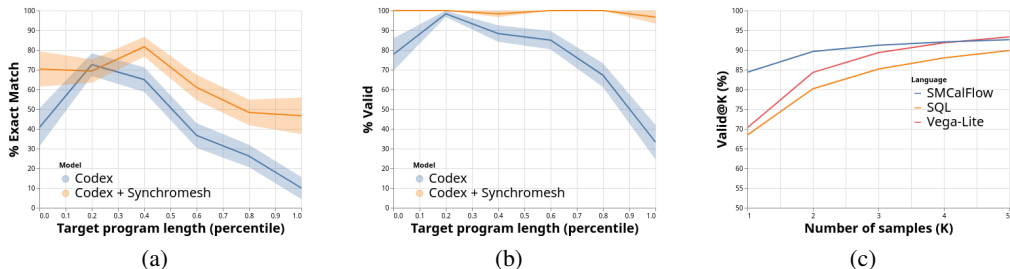 % Exact Match
100
90
80
70
60
50
40
30
20
10
0
Model
Codex
Codex + Synchromesh
0.0 0.1 0.2 0.3 0.4 0.5 0.6 0.7 0.8 0.9 1.0
Target program length (percentile)
(a)
% Valid
100
90
80
70
60
50
40
30
20
10
0
Model
Codex
Codex + Synchromesh
0.0 0.1 0.2 0.3 0.4 0.5 0.6 0.7 0.8 0.9 1.0
Target program length (percentile)
(b)
Valid@K (%)
100
95
90
85
80
75
70
65
60
55
50
Language
SMCalFlow
SQL
Vega-Lite
1 2 3 4 5
Number of samples (K)
(c)